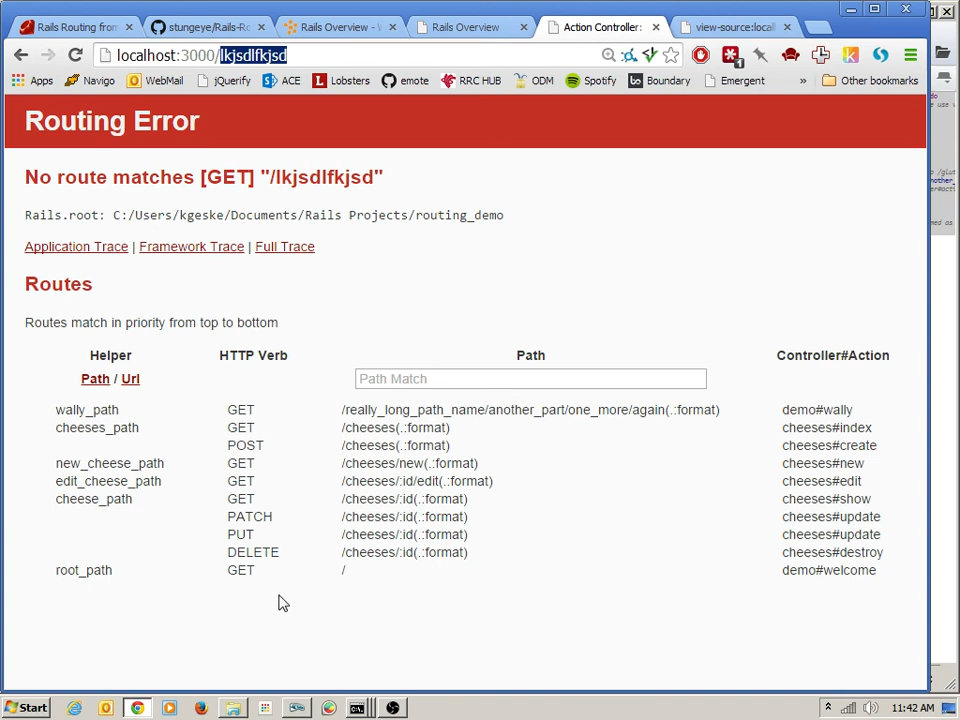 Rails Routing from
stungeye/Rails-Ro
Rails Overview - W
Rails Overview
Action Controller:
view-source:locall
localhost:3000/lkjsdlfkjsd
Apps Navigo WebMail jQuerify ACE Lobsters emote RRC HUB ODM Spotify Boundary Emergent » Other bookmarks
Routing Error
No route matches [GET] "/lkjsdlfkjsd"
Rails.root: C:/Users/kgeske/Documents/Rails Projects/routing_demo
Application Trace | Framework Trace | Full Trace
Routes
Routes match in priority from top to bottom
Helper HTTP Verb Path Controller#Action
Path / Url Path Match
wally_path GET /really_long_path_name/another_part/one_more/again(.:format) demo#wally
cheeses_path GET /cheeses(.:format) cheeses#index
POST /cheeses(.:format) cheeses#create
new_cheese_path GET /cheeses/new(.:format) cheeses#new
edit_cheese_path GET /cheeses/:id/edit(.:format) cheeses#edit
cheese_path GET /cheeses/:id(.:format) cheeses#show
PATCH /cheeses/:id(.:format) cheeses#update
PUT /cheeses/:id(.:format) cheeses#update
DELETE /cheeses/:id(.:format) cheeses#destroy
root_path GET / demo#welcome
Start 11:42 AM